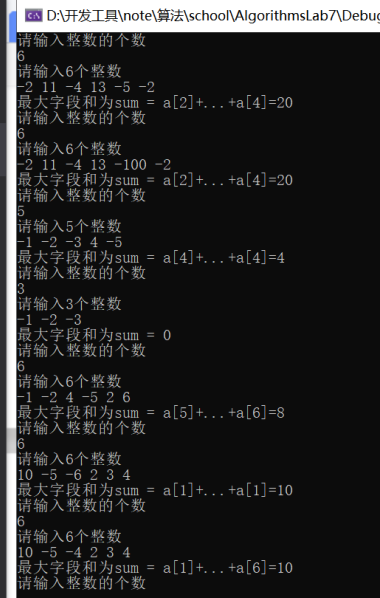 D:\开发工具\note\算法\school\AlgorithmsLab7\Debug
请输入整数的个数
6
请输入6个整数
-2 11 -4 13 -5 -2
最大字段和为sum = a[2]+...+a[4]=20
请输入整数的个数
6
请输入6个整数
-2 11 -4 13 -100 -2
最大字段和为sum = a[2]+...+a[4]=20
请输入整数的个数
5
请输入5个整数
-1 -2 -3 4 -5
最大字段和为sum = a[4]+...+a[4]=4
请输入整数的个数
3
请输入3个整数
-1 -2 -3
最大字段和为sum = 0
请输入整数的个数
6
请输入6个整数
-1 -2 4 -5 2 6
最大字段和为sum = a[5]+...+a[6]=8
请输入整数的个数
6
请输入6个整数
10 -5 -6 2 3 4
最大字段和为sum = a[1]+...+a[1]=10
请输入整数的个数
6
请输入6个整数
10 -5 -4 2 3 4
最大字段和为sum = a[1]+...+a[6]=10
请输入整数的个数